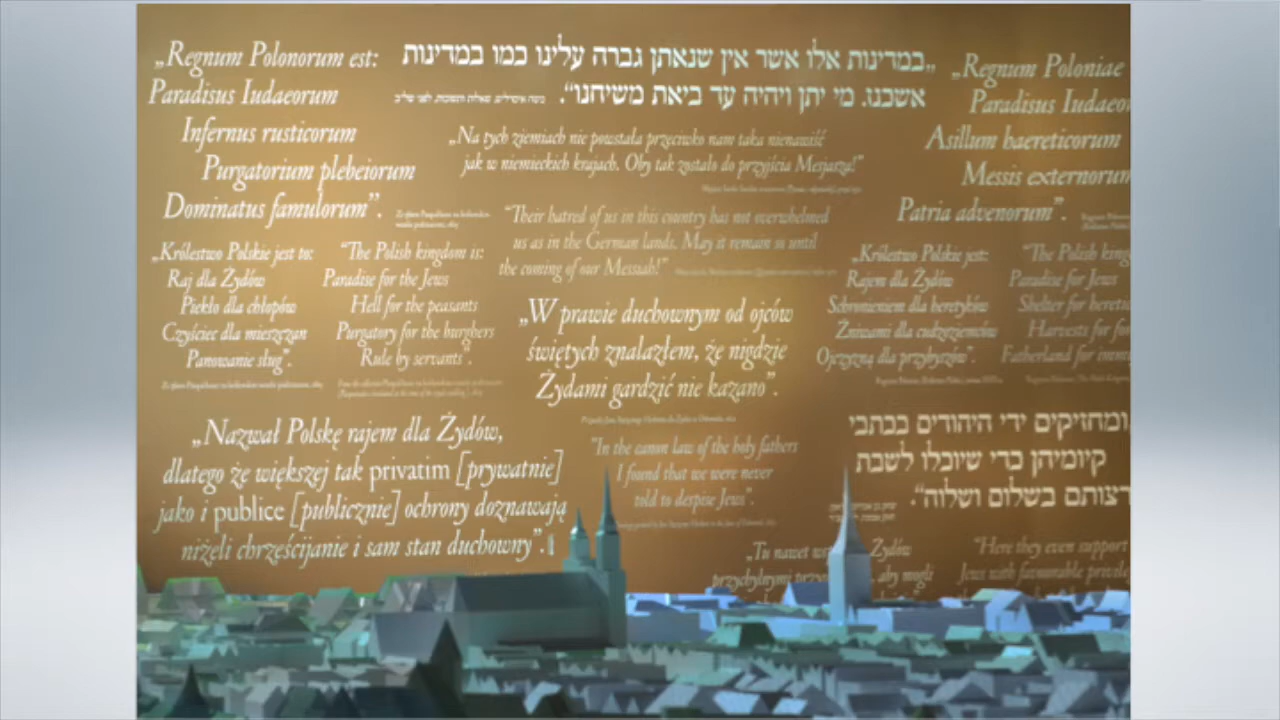 „Regnum Polonorum est:
Paradisus Iudaeorum
Infernus rusticorum
Purgatorium plebeiorum
Dominatus famulorum”.
„Królestwo Polskie jest to:
Raj dla Żydów
Piekło dla chłopów
Czyściec dla mieszczan
Panowanie sług”.
“The Polish kingdom is:
Paradise for the Jews
Hell for the peasants
Purgatory for the burghers
Rule by servants”.
„במדינות אלו אשר אין שנאתן גברה עלינו כמו במדינות
אשכנז. מי יתן ויהיה עד ביאת משיחנו”.
„Na tych ziemiach nie powstała przeciwko nam taka nienawiść
jak w niemieckich krajach. Oby tak zostało do przyjścia Mesjasza!”
“Their hatred of us in this country has not overwhelmed
us as in the German lands. May it remain so until
the coming of our Messiah!”
„W prawie duchownym od ojców
świętych znalazłem, że nigdzie
Żydami gardzić nie kazano”.
“In the canon law of the holy fathers
I found that we were never
told to despise Jews”.
„Regnum Poloniae
Paradisus Iudaeo
Asillum haereticorum
Messis externorum
Patria advenorum”.
„Królestwo Polskie jest:
Rajem dla Żydów
Schronieniem dla heretyków
Żniwami dla cudzoziemców
Ojczyzną dla przybyszów”.
“The Polish king
Paradise for Jews
Shelter for heret
Harvests for fo
Fatherland for
„Nazwał Polskę rajem dla Żydów,
dlatego że większej tak privatim [prywatnie]
jako i publice [publicznie] ochrony doznawają
niżeli chrześcijanie i sam stan duchowny”.
ומחזיקים ידי היהודים בכתבי
קיומיהן כדי שיוכלו לשבת
רצותם בשלום ושלוה”.
„Tu nawet
Żydów
przychylnymi
aby mogli
“Here they even support
Jews with favourable